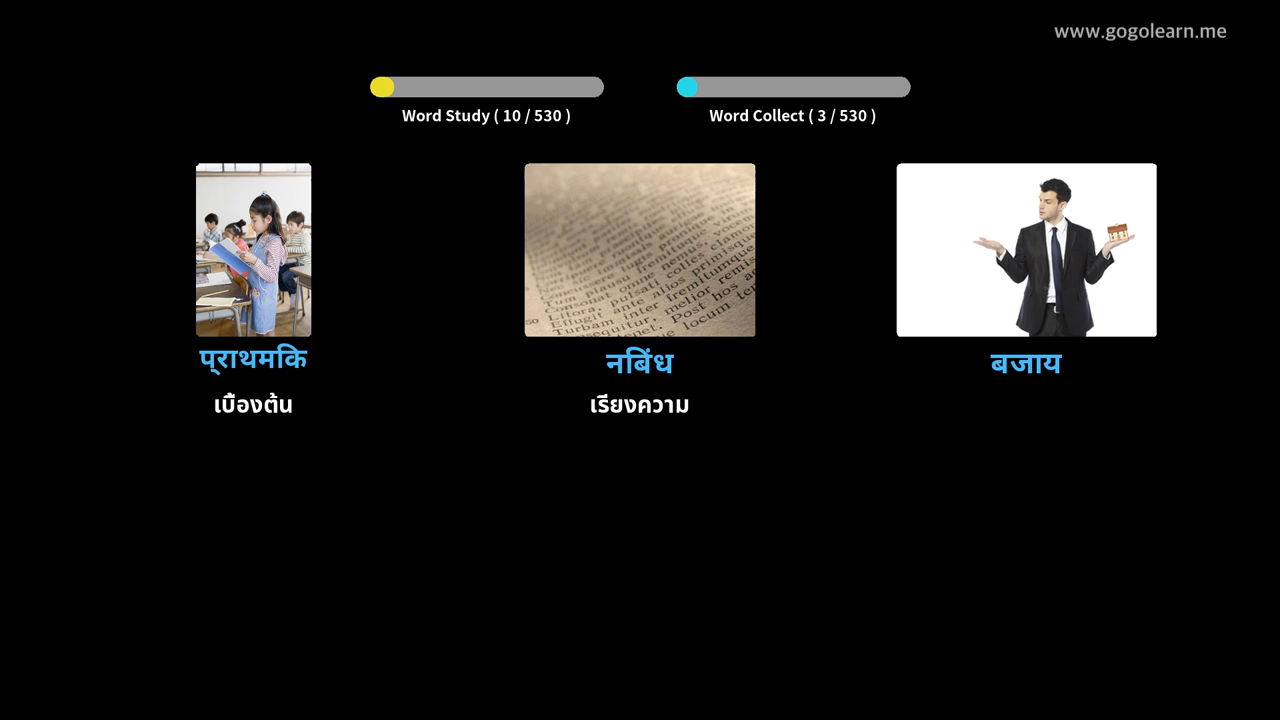 www.gogolearn.me
Word Study ( 10 / 530 )
Word Collect ( 3 / 530 )
प्राथमकि
เบื้องต้น
नबिंध
เรียงความ
बजाय